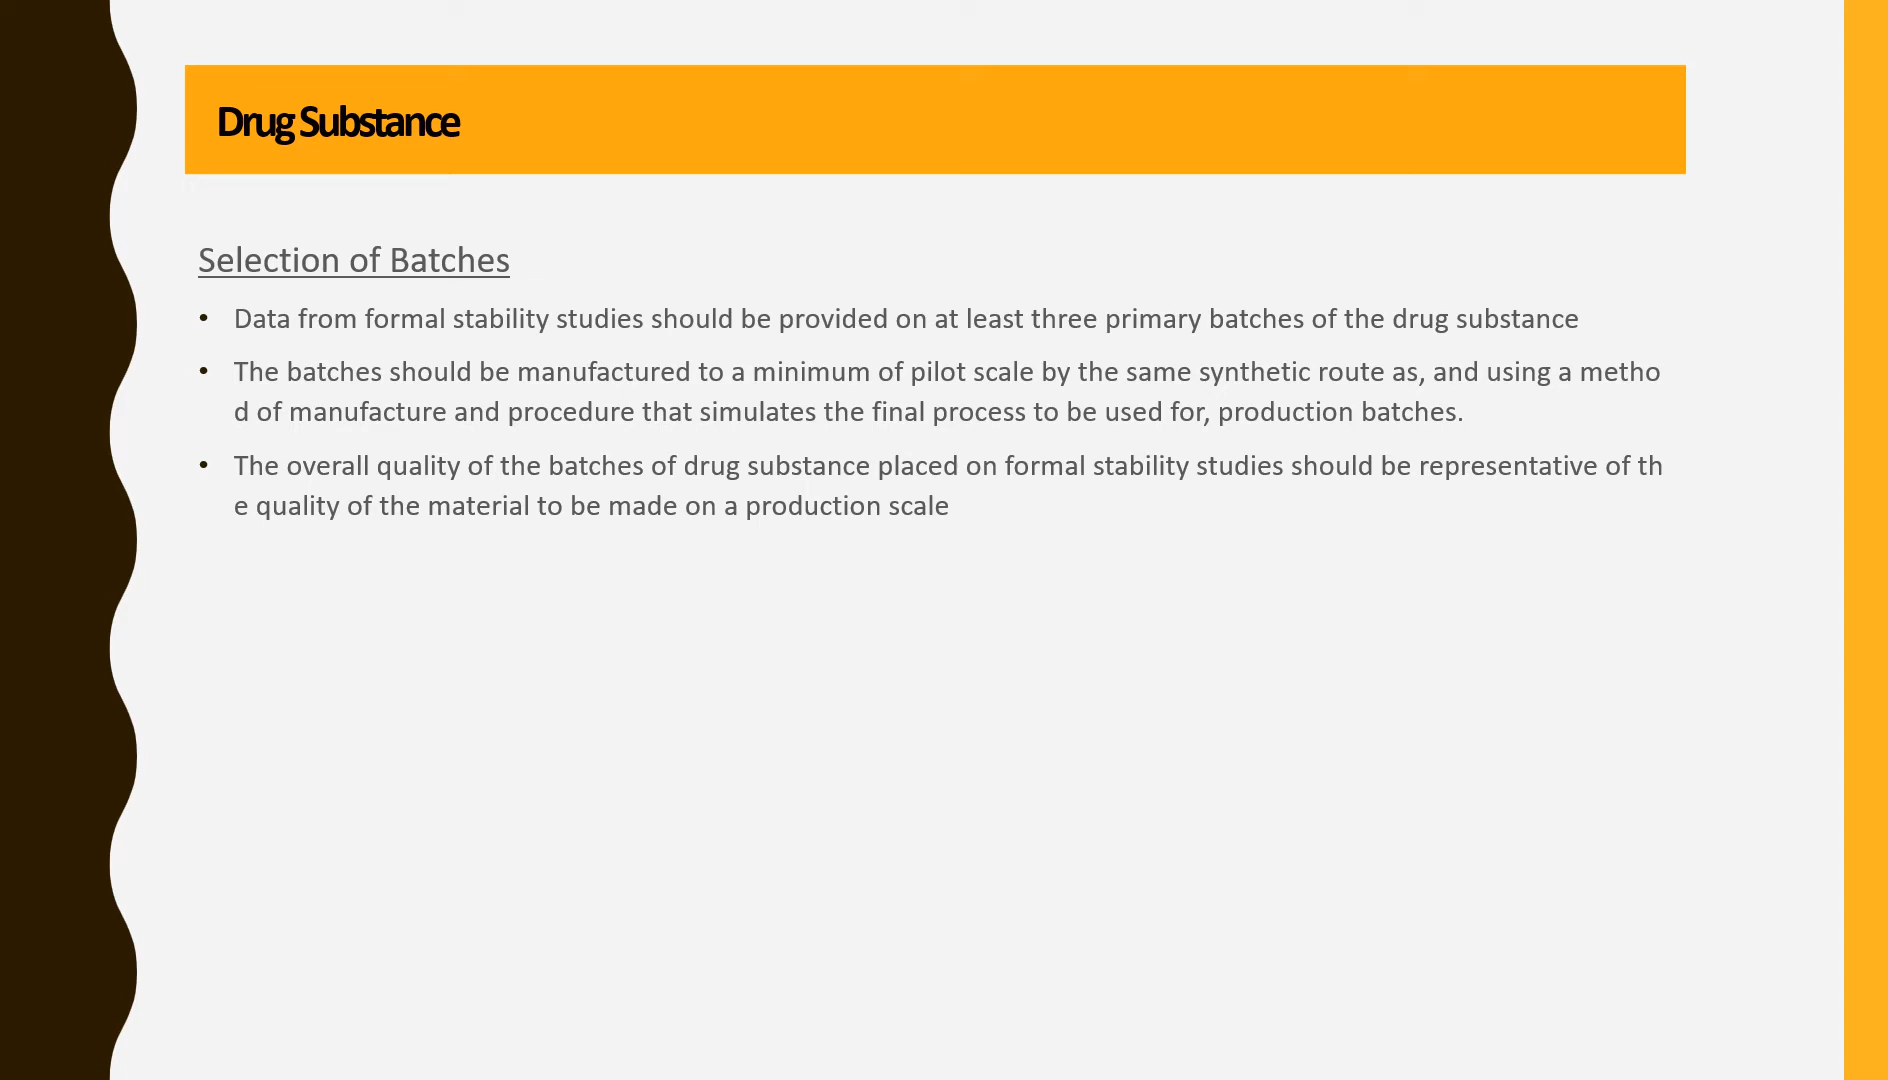 Drug Substance
Selection of Batches
• Data from formal stability studies should be provided on at least three primary batches of the drug substance
• The batches should be manufactured to a minimum of pilot scale by the same synthetic route as, and using a metho
d of manufacture and procedure that simulates the final process to be used for, production batches.
• The overall quality of the batches of drug substance placed on formal stability studies should be representative of th
e quality of the material to be made on a production scale